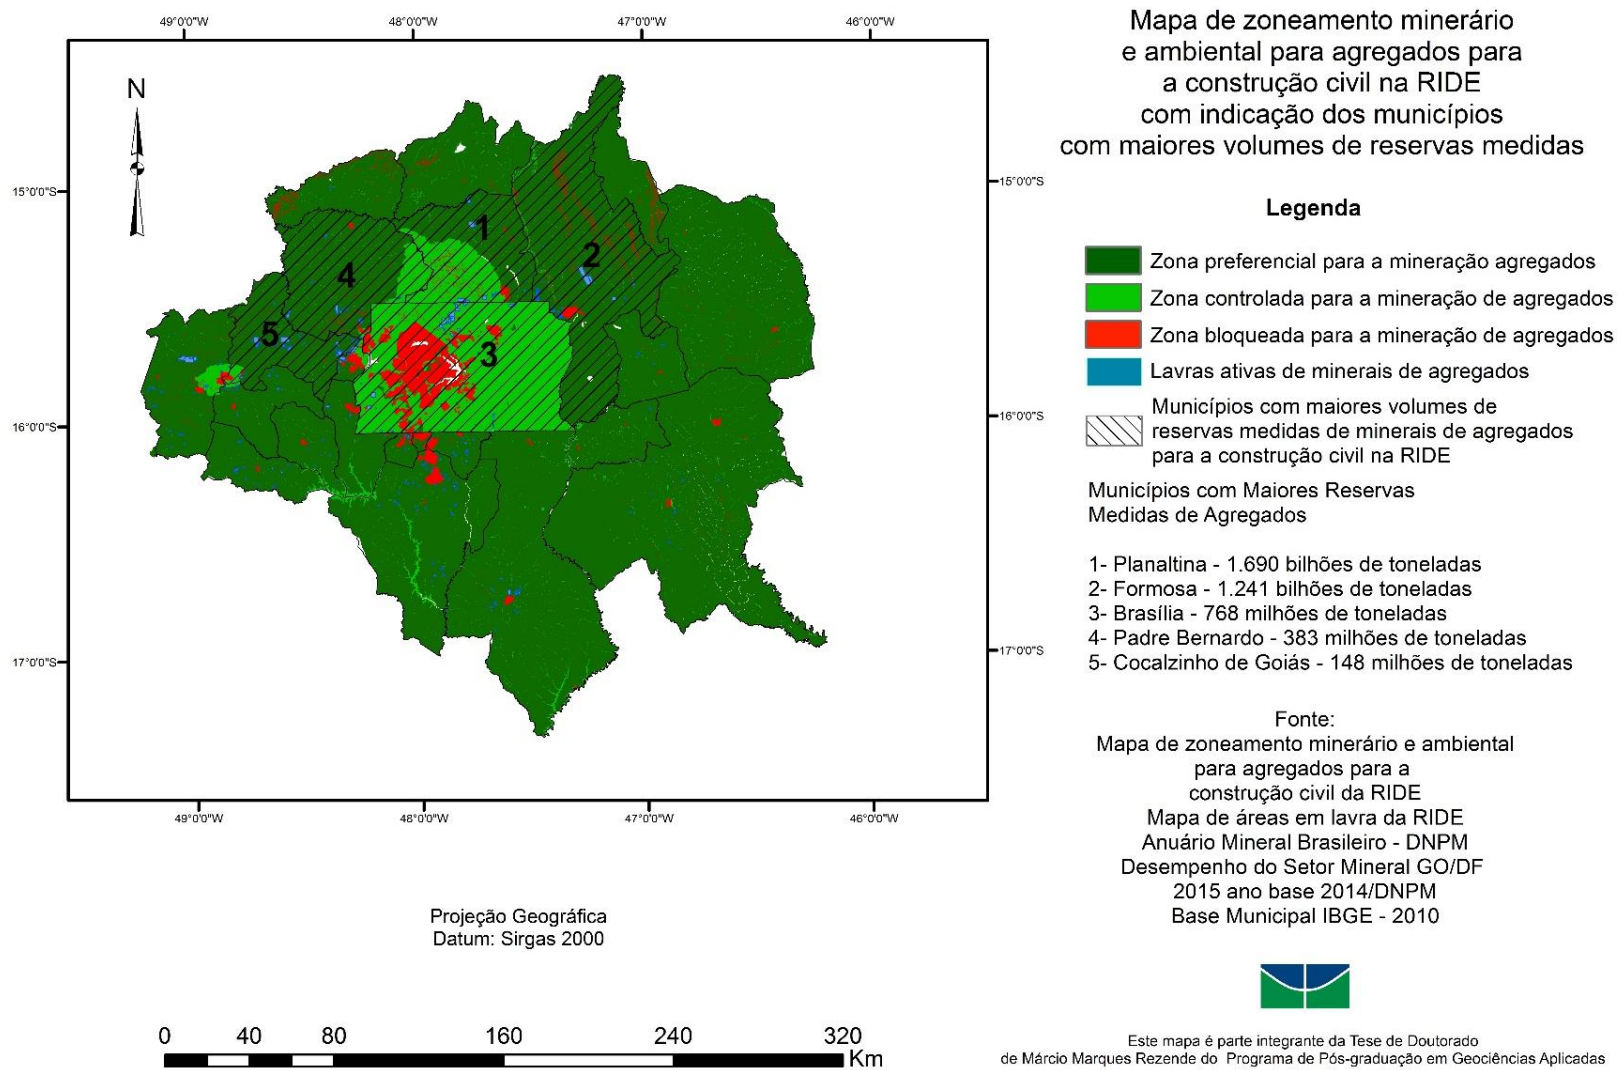 49°0'0"W
48°0'0"W
47°0'0"W
46°0'0"W
N
15°0'0"S
15°0'0"S
1
2
4
5
3
16°0'0"S
16°0'0"S
17°0'0"S
17°0'0"S
49°0'0"W
48°0'0"W
47°0'0"W
46°0'0"W
Projeção Geográfica
Datum: Sirgas 2000
0
40
80
160
240
320
Km
Mapa de zoneamento minerário
e ambiental para agregados para
a construção civil na RIDE
com indicação dos municípios
com maiores volumes de reservas medidas
Legenda
Zona preferencial para a mineração agregados
Zona controlada para a mineração de agregados
Zona bloqueada para a mineração de agregados
Lavras ativas de minerais de agregados
Municípios com maiores volumes de
reservas medidas de minerais de agregados
para a construção civil na RIDE
Municípios com Maiores Reservas
Medidas de Agregados
1- Planaltina - 1.690 bilhões de toneladas
2- Formosa - 1.241 bilhões de toneladas
3- Brasília - 768 milhões de toneladas
4- Padre Bernardo - 383 milhões de toneladas
5- Cocalzinho de Goiás - 148 milhões de toneladas
Fonte:
Mapa de zoneamento minerário e ambiental
para agregados para a
construção civil da RIDE
Mapa de áreas em lavra da RIDE
Anuário Mineral Brasileiro - DNPM
Desempenho do Setor Mineral GO/DF
2015 ano base 2014/DNPM
Base Municipal IBGE - 2010
Este mapa é parte integrante da Tese de Doutorado
de Márcio Marques Rezende do Programa de Pós-graduação em Geociências Aplicadas